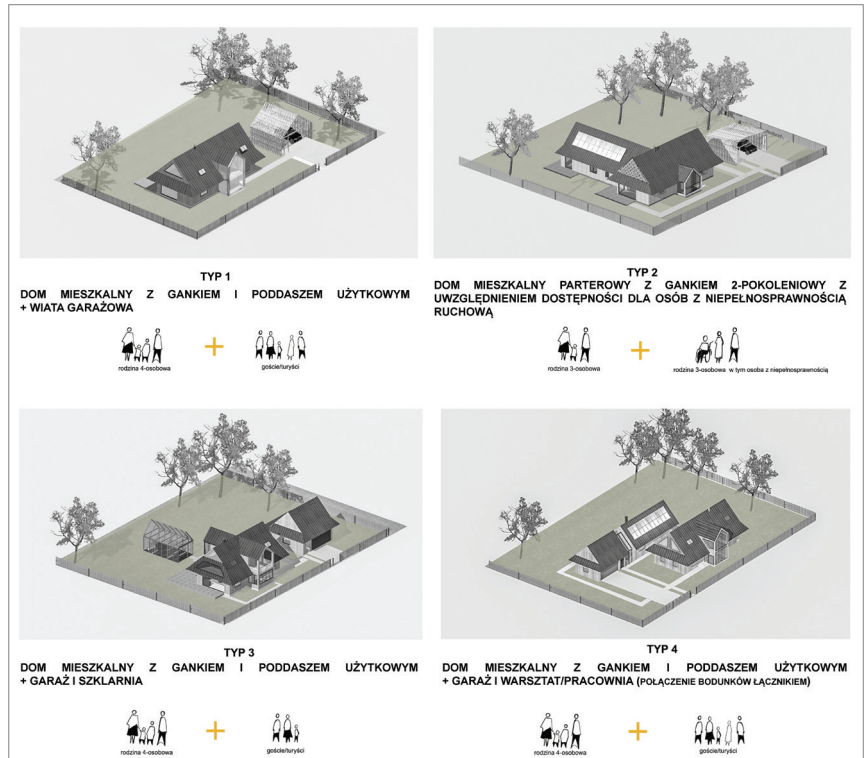 TYP 1
DOM MIESZKALNY Z GANKIEM I PODDASZEM UŻYTKOWYM
+ WIATA GARAŻOWA
rodzina 4-osobowa
goście/turyści
TYP 2
DOM MIESZKALNY PARTEROWY Z GANKIEM 2-POKOLENIOWY Z
UWZGLĘDNIENIEM DOSTĘPNOŚCI DLA OSÓB Z NIEPEŁNOSPRAWNOŚCIĄ
RUCHOWĄ
rodzina 3-osobowa
rodzina 3-osobowa w tym osoba z niepełnosprawnością
TYP 3
DOM MIESZKALNY Z GANKIEM I PODDASZEM UŻYTKOWYM
+ GARAŻ I SZKLARNIA
rodzina 4-osobowa
goście/turyści
TYP 4
DOM MIESZKALNY Z GANKIEM I PODDASZEM UŻYTKOWYM
+ GARAŻ I WARSZTAT/PRACOWNIA (POŁĄCZENIE BODUNKÓW ŁĄCZNIKIEM)
rodzina 4-osobowa
goście/turyści